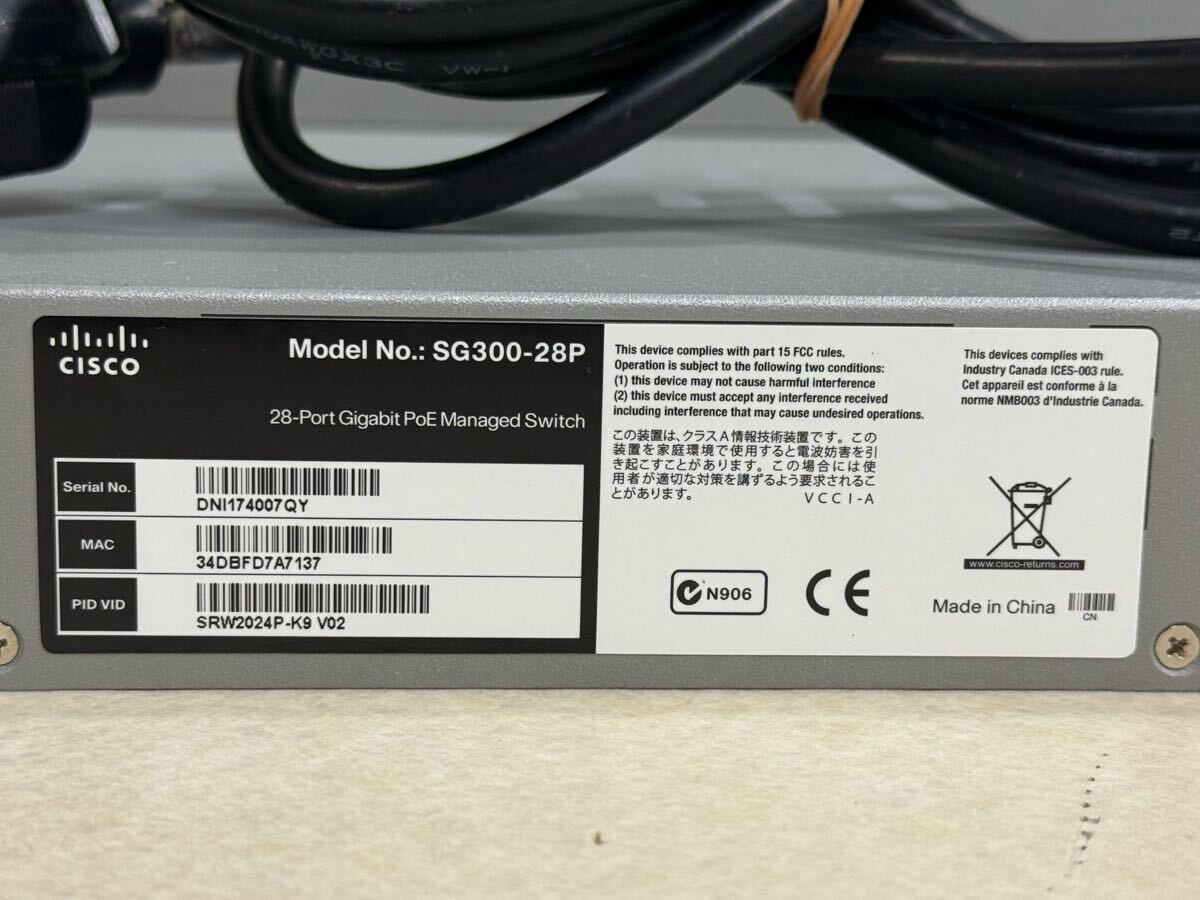 VW-1
CISCO
Model No.: SG300-28P
28-Port Gigabit PoE Managed Switch
Serial No.
DNI174007QY
MAC
34DBFD7A7137
PID VID
SRW2024P-K9 V02
This device complies with part 15 FCC rules.
Operation is subject to the following two conditions:
(1) this device may not cause harmful interference
(2) this device must accept any interference received
including interference that may cause undesired operations.
この装置は、クラスA情報技術装置です。この
装置を家庭環境で使用すると電波妨害を引
き起こすことがあります。この場合には使
用者が適切な対策を講ずるよう要求されるこ
とがあります。 VCCI-A
This devices complies with
Industry Canada ICES-003 rule.
Cet appareil est conforme à la
norme NMB003 d'Industrie Canada.
www.cisco-returns.com
N906
CE
Made in China
CN